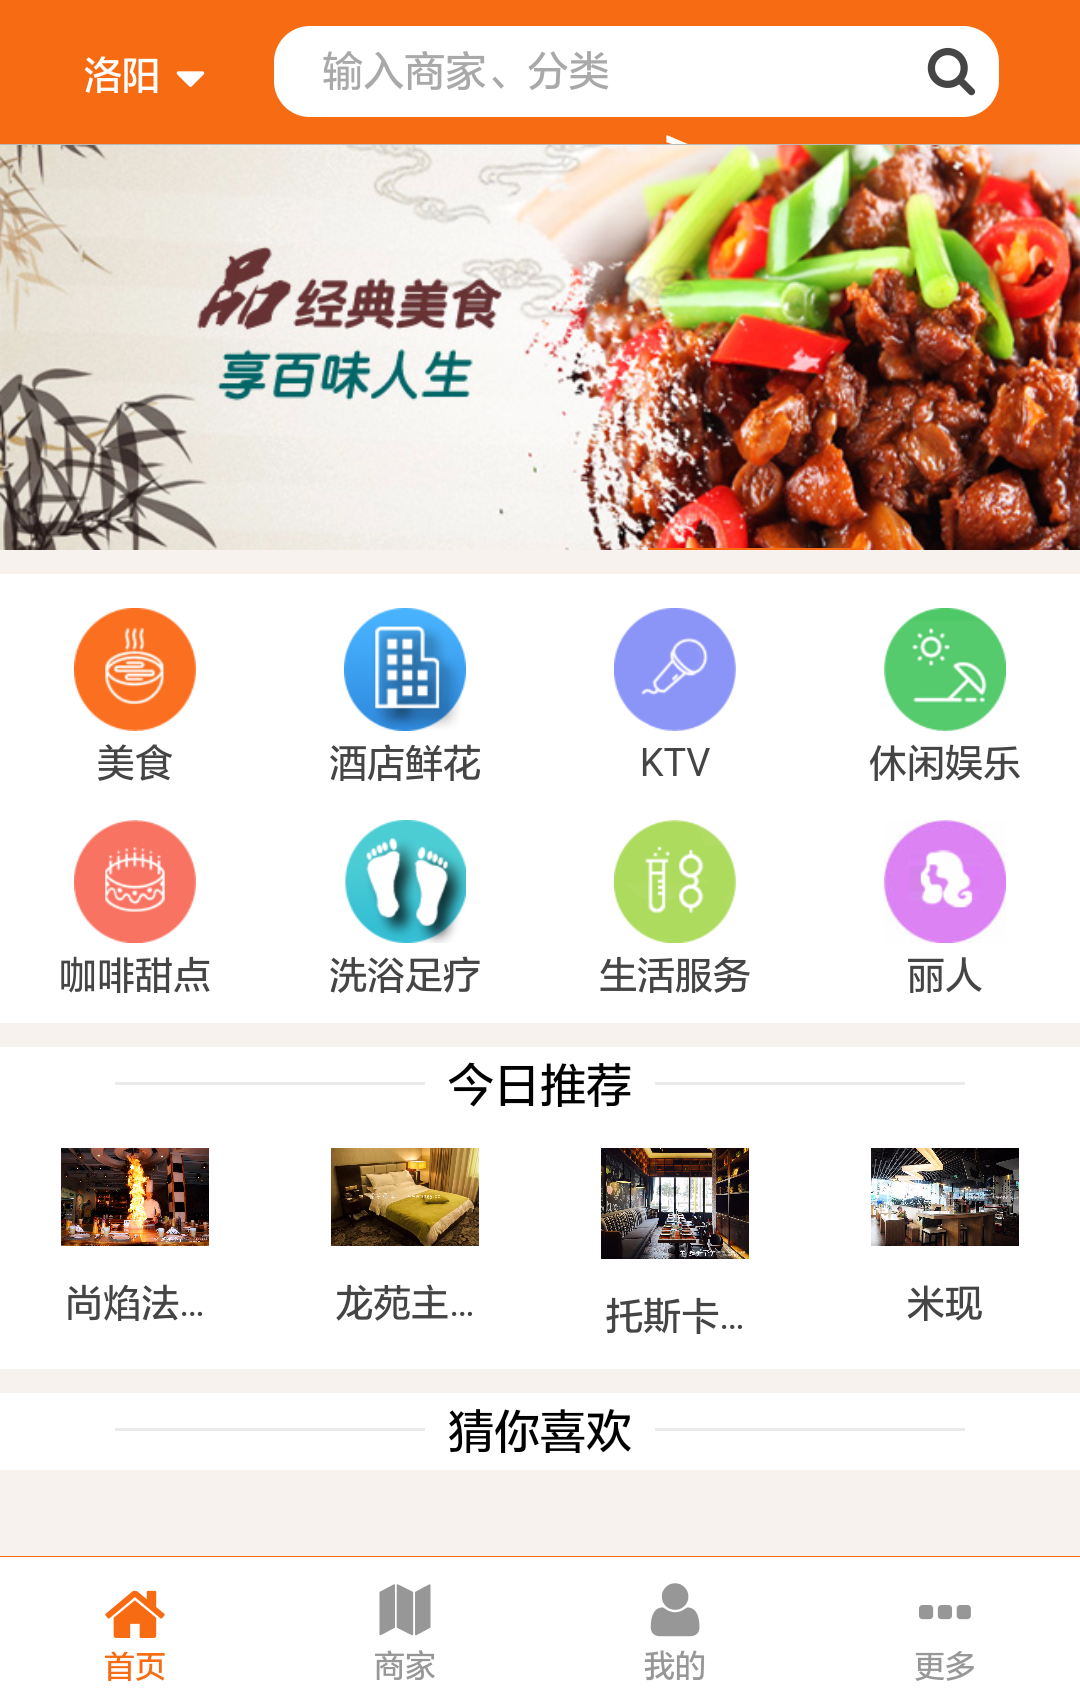 洛阳
输入商家、分类
品经典美食
享百味人生
美食
酒店鲜花
KTV
休闲娱乐
咖啡甜点
洗浴足疗
生活服务
丽人
今日推荐
尚焰法...
龙苑主...
托斯卡...
米现
猜你喜欢
首页
商家
我的
更多